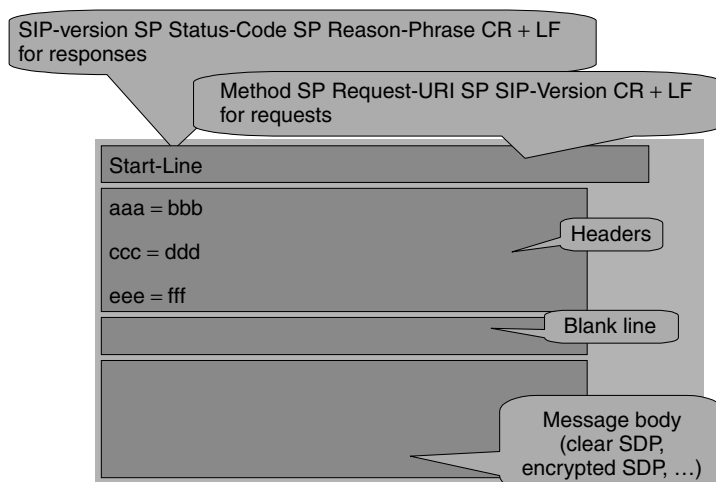 SIP-version SP Status-Code SP Reason-Phrase CR + LF
for responses
Method SP Request-URI SP SIP-Version CR + LF
for requests
Start-Line
aaa = bbb
ccc = ddd
eee = fff
Headers
Blank line
Message body
(clear SDP,
encrypted SDP, …)